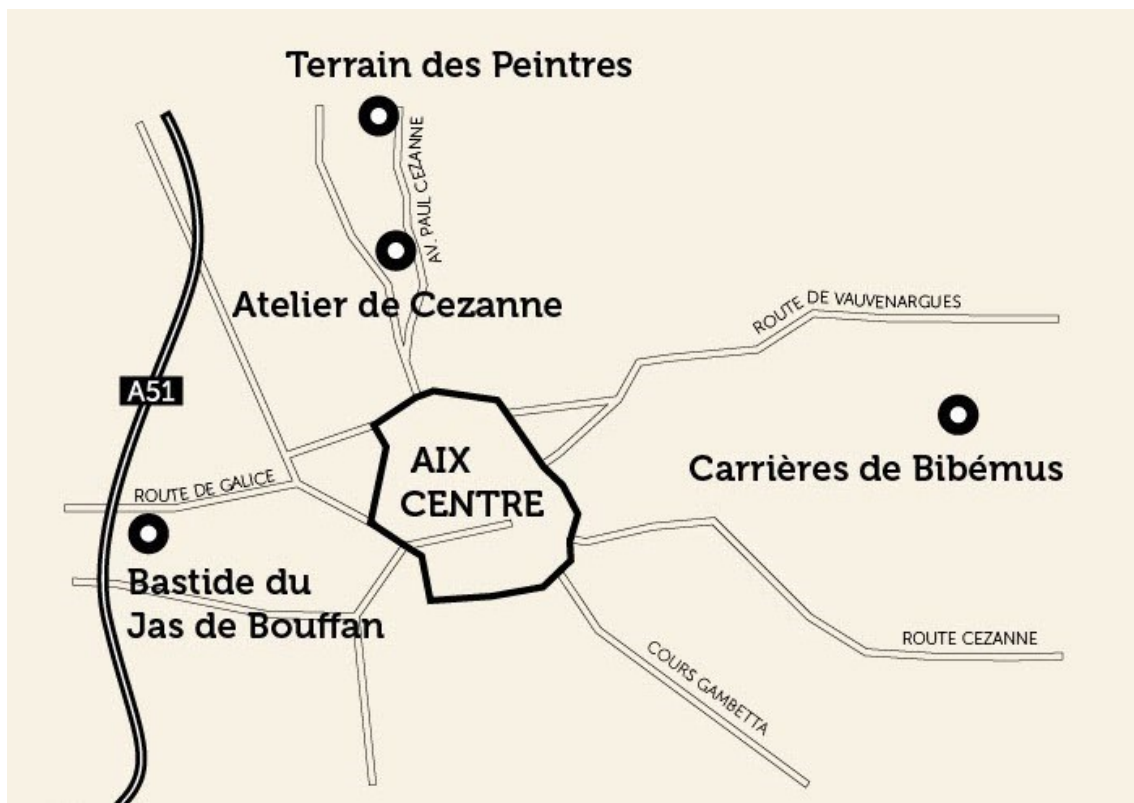 Terrain des Peintres
AV. PAUL CEZANNE
Atelier de Cezanne
ROUTE DE VAUVENARGUES
A51
AIX
CENTRE
Carrières de Bibémus
ROUTE DE GALICE
Bastide du
Jas de Bouffan
ROUTE CEZANNE
COURS GAMBETTA